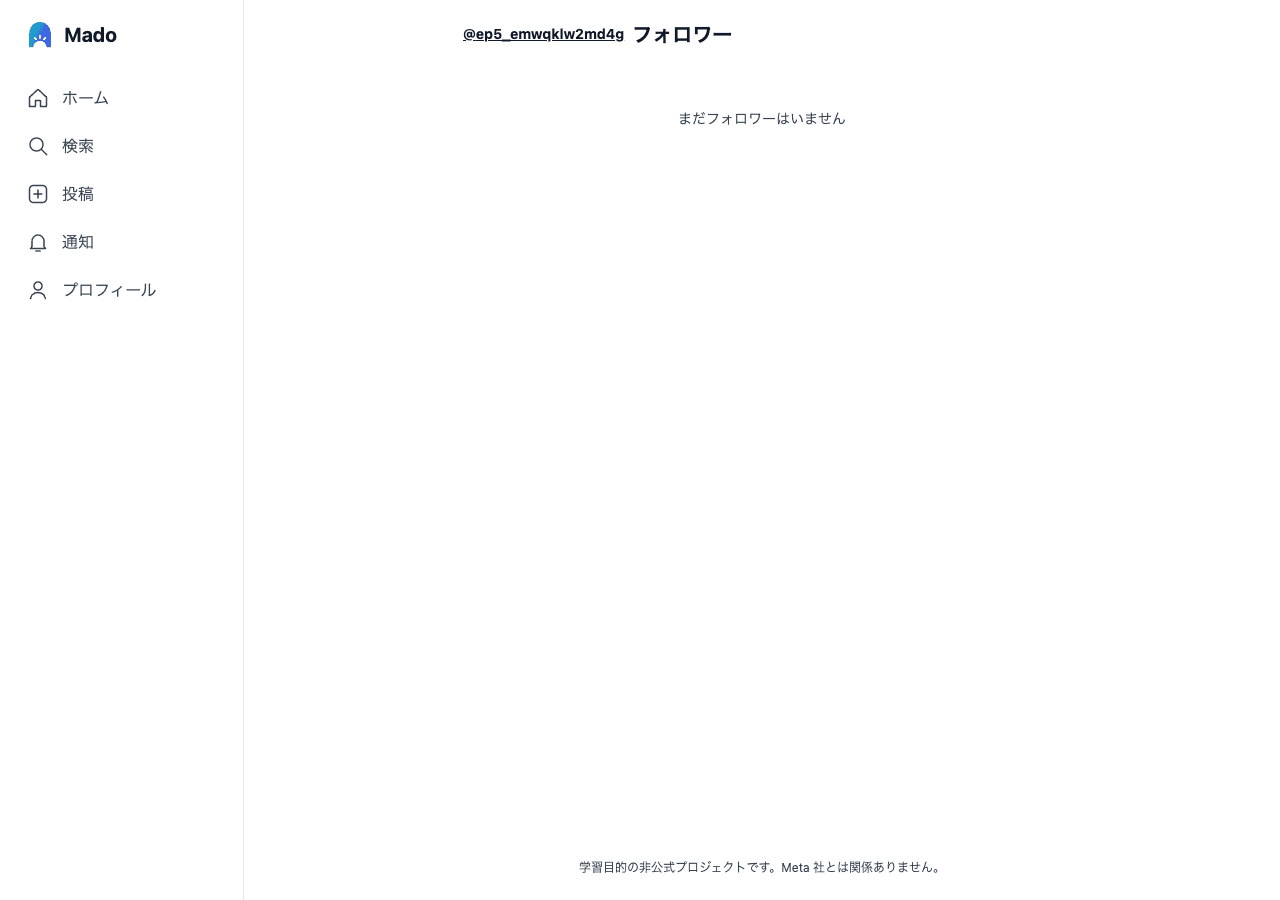 Mado
ホーム
検索
投稿
通知
プロフィール
@ep5_emwqklw2md4g フォロワー
まだフォロワーはいません
学習目的の非公式プロジェクトです。Meta 社とは関係ありません。